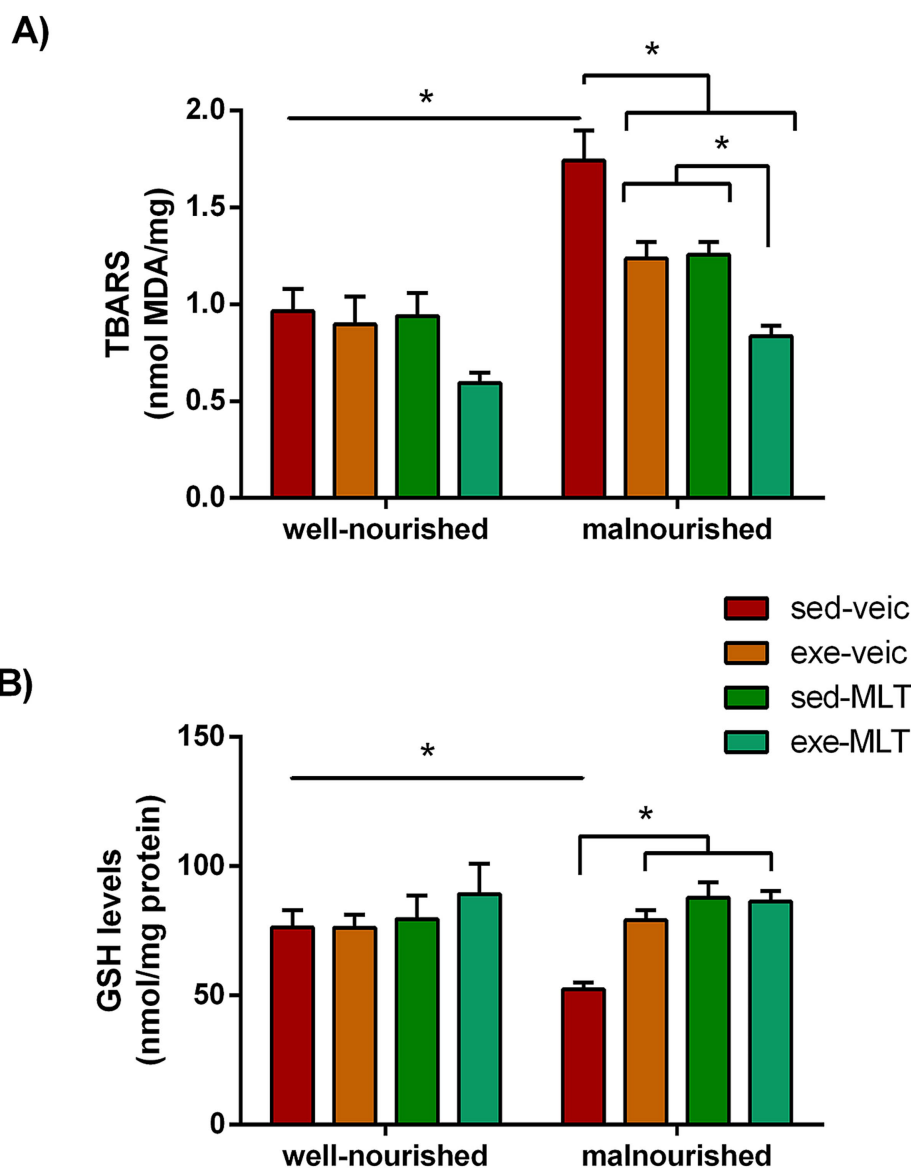 A)
*
*
*
2.0
1.5
1.0
0.5
0.0
TBARS
(nmol MDA/mg)
well-nourished malnourished
sed-veic
exe-veic
sed-MLT
exe-MLT
B)
*
*
150
100
50
0
GSH levels
(nmol/mg protein)
well-nourished malnourished